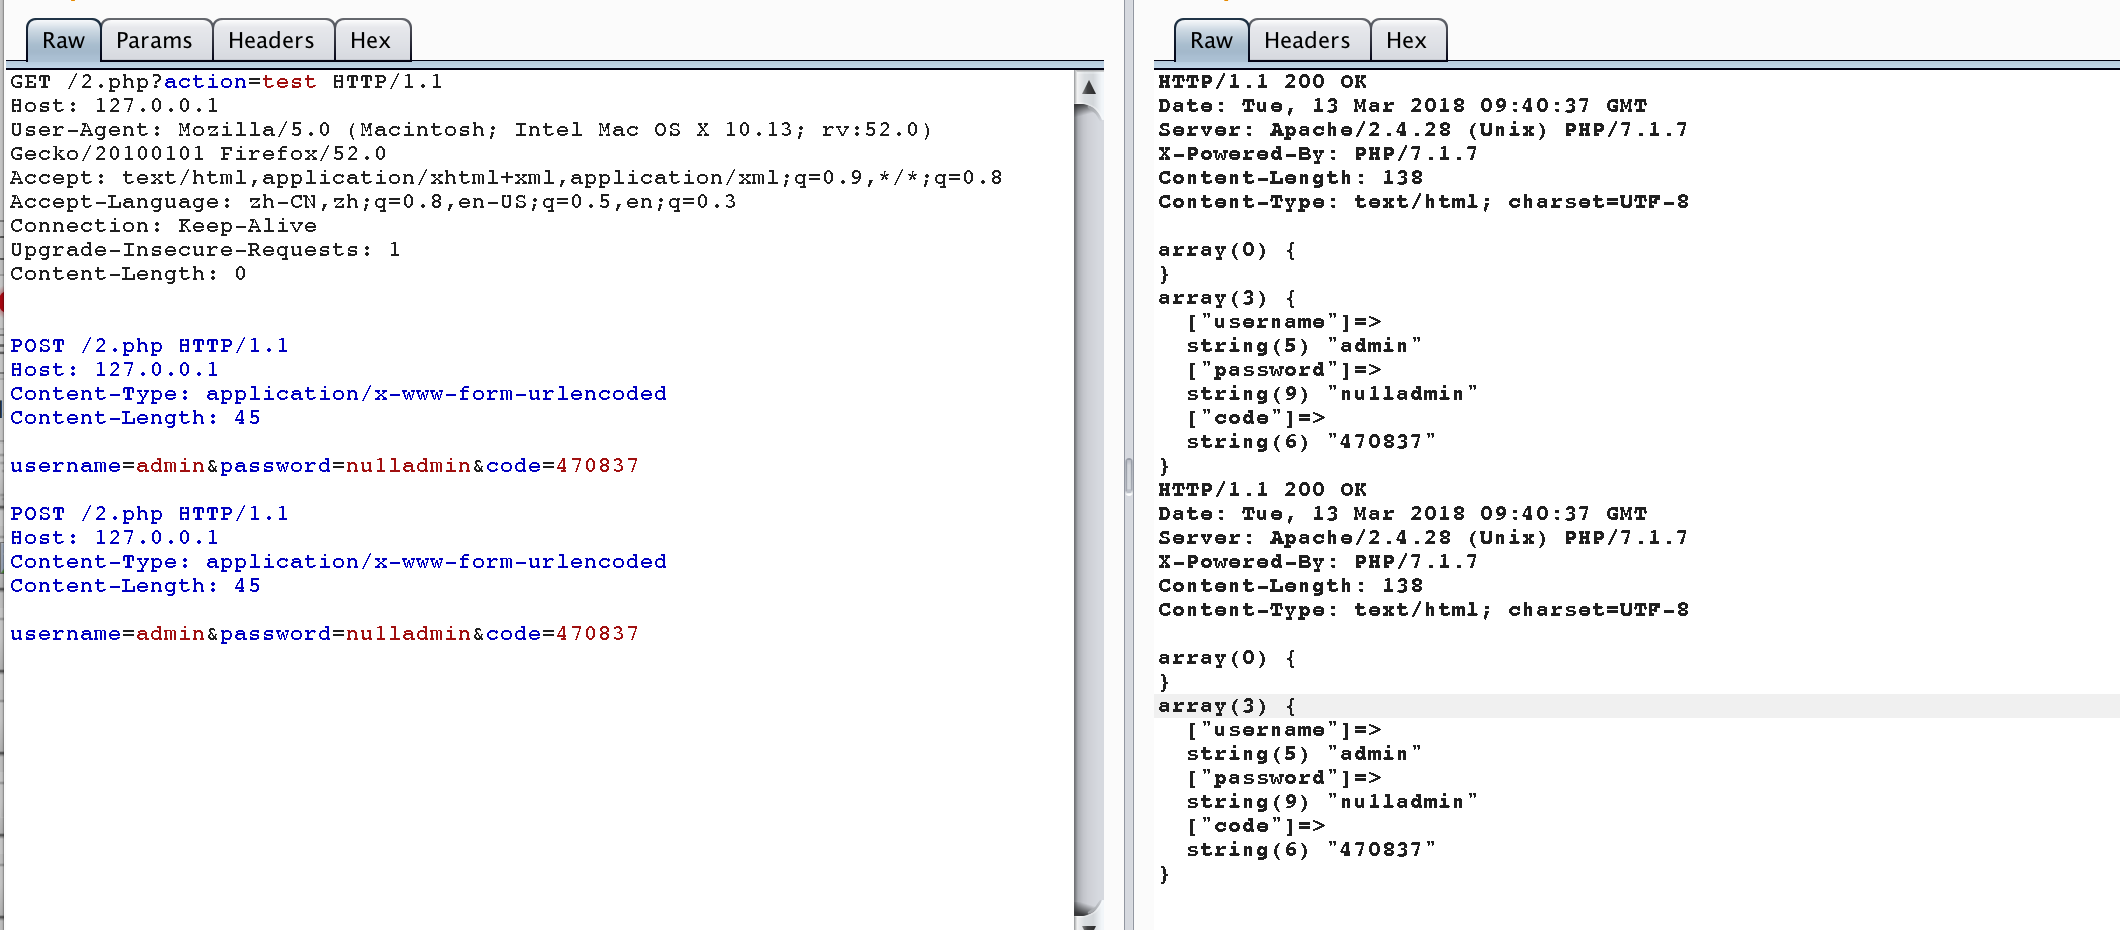 Raw Params Headers Hex
GET /2.php?action=test HTTP/1.1
Host: 127.0.0.1
User-Agent: Mozilla/5.0 (Macintosh; Intel Mac OS X 10.13; rv:52.0)
Gecko/20100101 Firefox/52.0
Accept: text/html,application/xhtml+xml,application/xml;q=0.9,*/*;q=0.8
Accept-Language: zh-CN,zh;q=0.8,en-US;q=0.5,en;q=0.3
Connection: Keep-Alive
Upgrade-Insecure-Requests: 1
Content-Length: 0
POST /2.php HTTP/1.1
Host: 127.0.0.1
Content-Type: application/x-www-form-urlencoded
Content-Length: 45
username=admin&password=nu1ladmin&code=470837
POST /2.php HTTP/1.1
Host: 127.0.0.1
Content-Type: application/x-www-form-urlencoded
Content-Length: 45
username=admin&password=nu1ladmin&code=470837
Raw Headers Hex
HTTP/1.1 200 OK
Date: Tue, 13 Mar 2018 09:40:37 GMT
Server: Apache/2.4.28 (Unix) PHP/7.1.7
X-Powered-By: PHP/7.1.7
Content-Length: 138
Content-Type: text/html; charset=UTF-8
array(0) {
}
array(3) {
["username"]=>
string(5) "admin"
["password"]=>
string(9) "nu1ladmin"
["code"]=>
string(6) "470837"
}
HTTP/1.1 200 OK
Date: Tue, 13 Mar 2018 09:40:37 GMT
Server: Apache/2.4.28 (Unix) PHP/7.1.7
X-Powered-By: PHP/7.1.7
Content-Length: 138
Content-Type: text/html; charset=UTF-8
array(0) {
}
array(3) {
["username"]=>
string(5) "admin"
["password"]=>
string(9) "nu1ladmin"
["code"]=>
string(6) "470837"
}